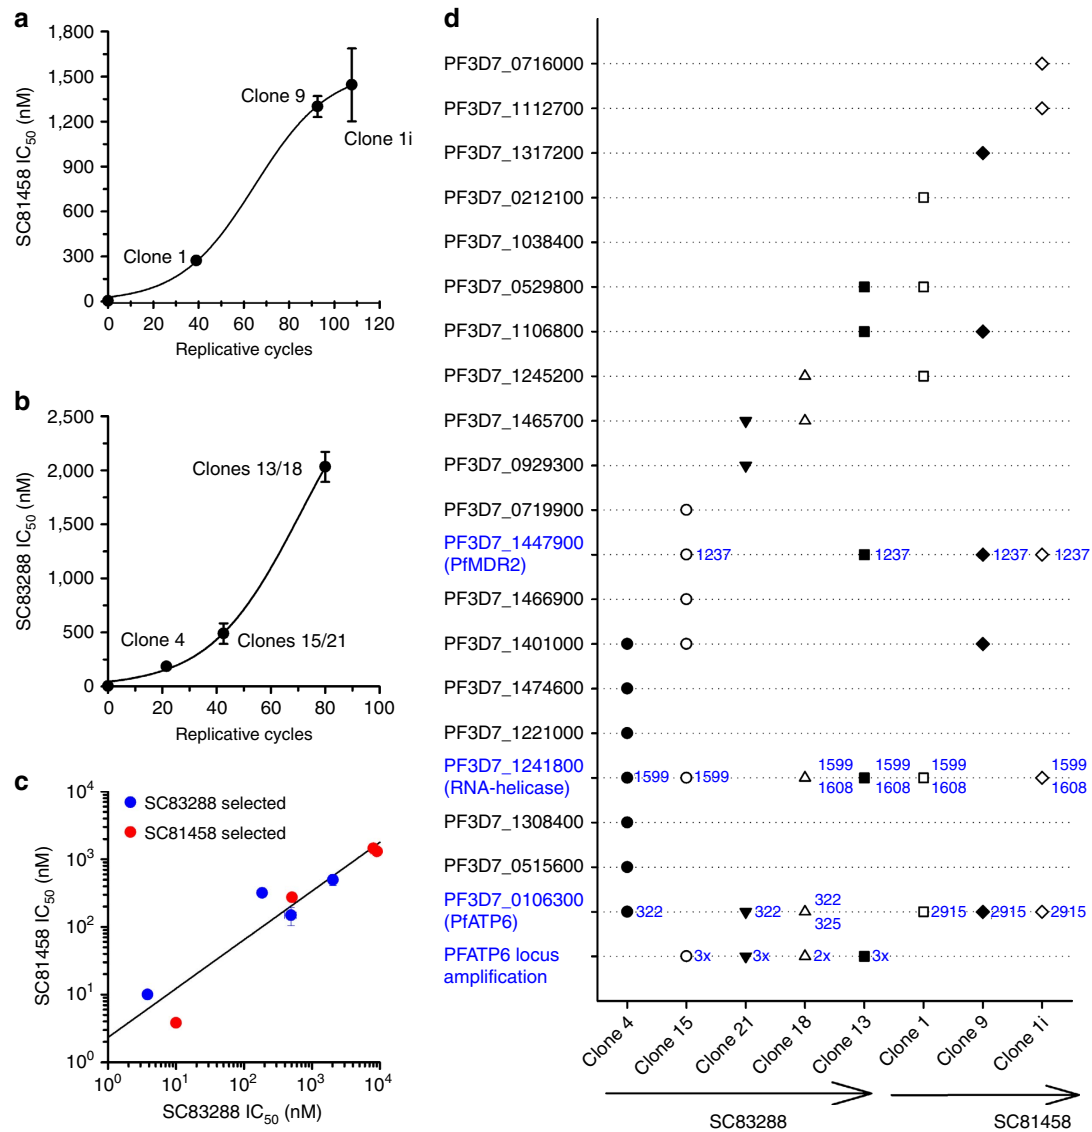 a
1,800
1,500
1,200
900
600
300
0
SC81458 IC50 (nM)
Clone 9
Clone 1i
Clone 1
0 20 40 60 80 100 120
Replicative cycles
b
2,500
2,000
1,500
1,000
500
0
SC83288 IC50 (nM)
Clones 13/18
Clone 4
Clones 15/21
0 20 40 60 80 100
Replicative cycles
c
10^4
10^3
10^2
10^1
10^0
SC81458 IC50 (nM)
SC83288 selected
SC81458 selected
10^0 10^1 10^2 10^3 10^4
SC83288 IC50 (nM)
d
PF3D7_0716000
PF3D7_1112700
PF3D7_1317200
PF3D7_0212100
PF3D7_1038400
PF3D7_0529800
PF3D7_1106800
PF3D7_1245200
PF3D7_1465700
PF3D7_0929300
PF3D7_0719900
PF3D7_1447900
(PfMDR2)
1237 1237 1237 1237
PF3D7_1466900
PF3D7_1401000
PF3D7_1474600
PF3D7_1221000
PF3D7_1241800
(RNA-helicase)
1599 1599 1599 1599 1599 1599
1608 1608 1608 1608
PF3D7_1308400
PF3D7_0515600
PF3D7_0106300
(PfATP6)
322 322 322 2915 2915 2915
325
PFATP6 locus
amplification
3x 3x 2x 3x
Clone 4
Clone 15
Clone 21
Clone 18
Clone 13
Clone 1
Clone 9
Clone 1i
SC83288
SC81458